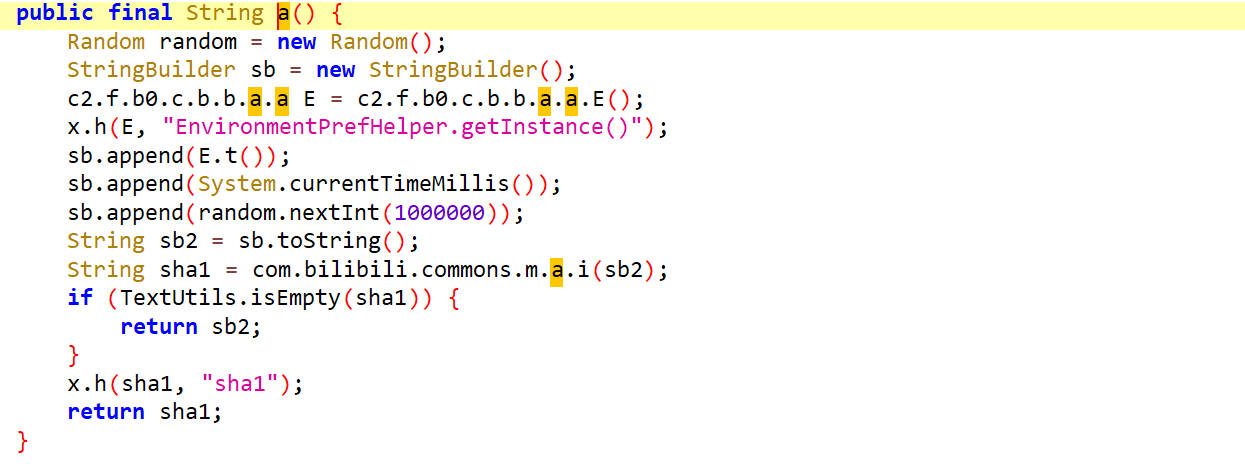 public final String a() {
    Random random = new Random();
    StringBuilder sb = new StringBuilder();
    c2.f.b0.c.b.b.a.a E = c2.f.b0.c.b.b.a.a.E();
    x.h(E, "EnvironmentPrefHelper.getInstance()");
    sb.append(E.t());
    sb.append(System.currentTimeMillis());
    sb.append(random.nextInt(1000000));
    String sb2 = sb.toString();
    String sha1 = com.bilibili.commons.m.a.i(sb2);
    if (TextUtils.isEmpty(sha1)) {
        return sb2;
    }
    x.h(sha1, "sha1");
    return sha1;
}